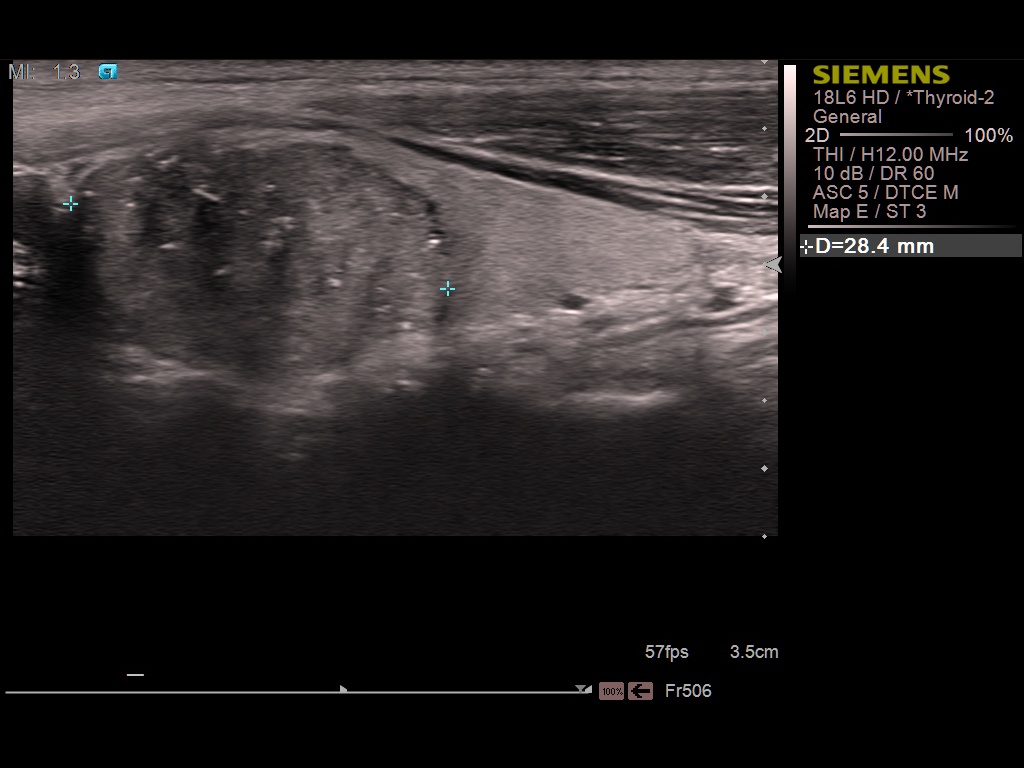 MI: 1.3
SIEMENS
18L6 HD / *Thyroid-2
General
2D 100%
THI / H12.00 MHz
10 dB / DR 60
ASC 5 / DTCE M
Map E / ST 3
D=28.4 mm
57fps 3.5cm
100% Fr506